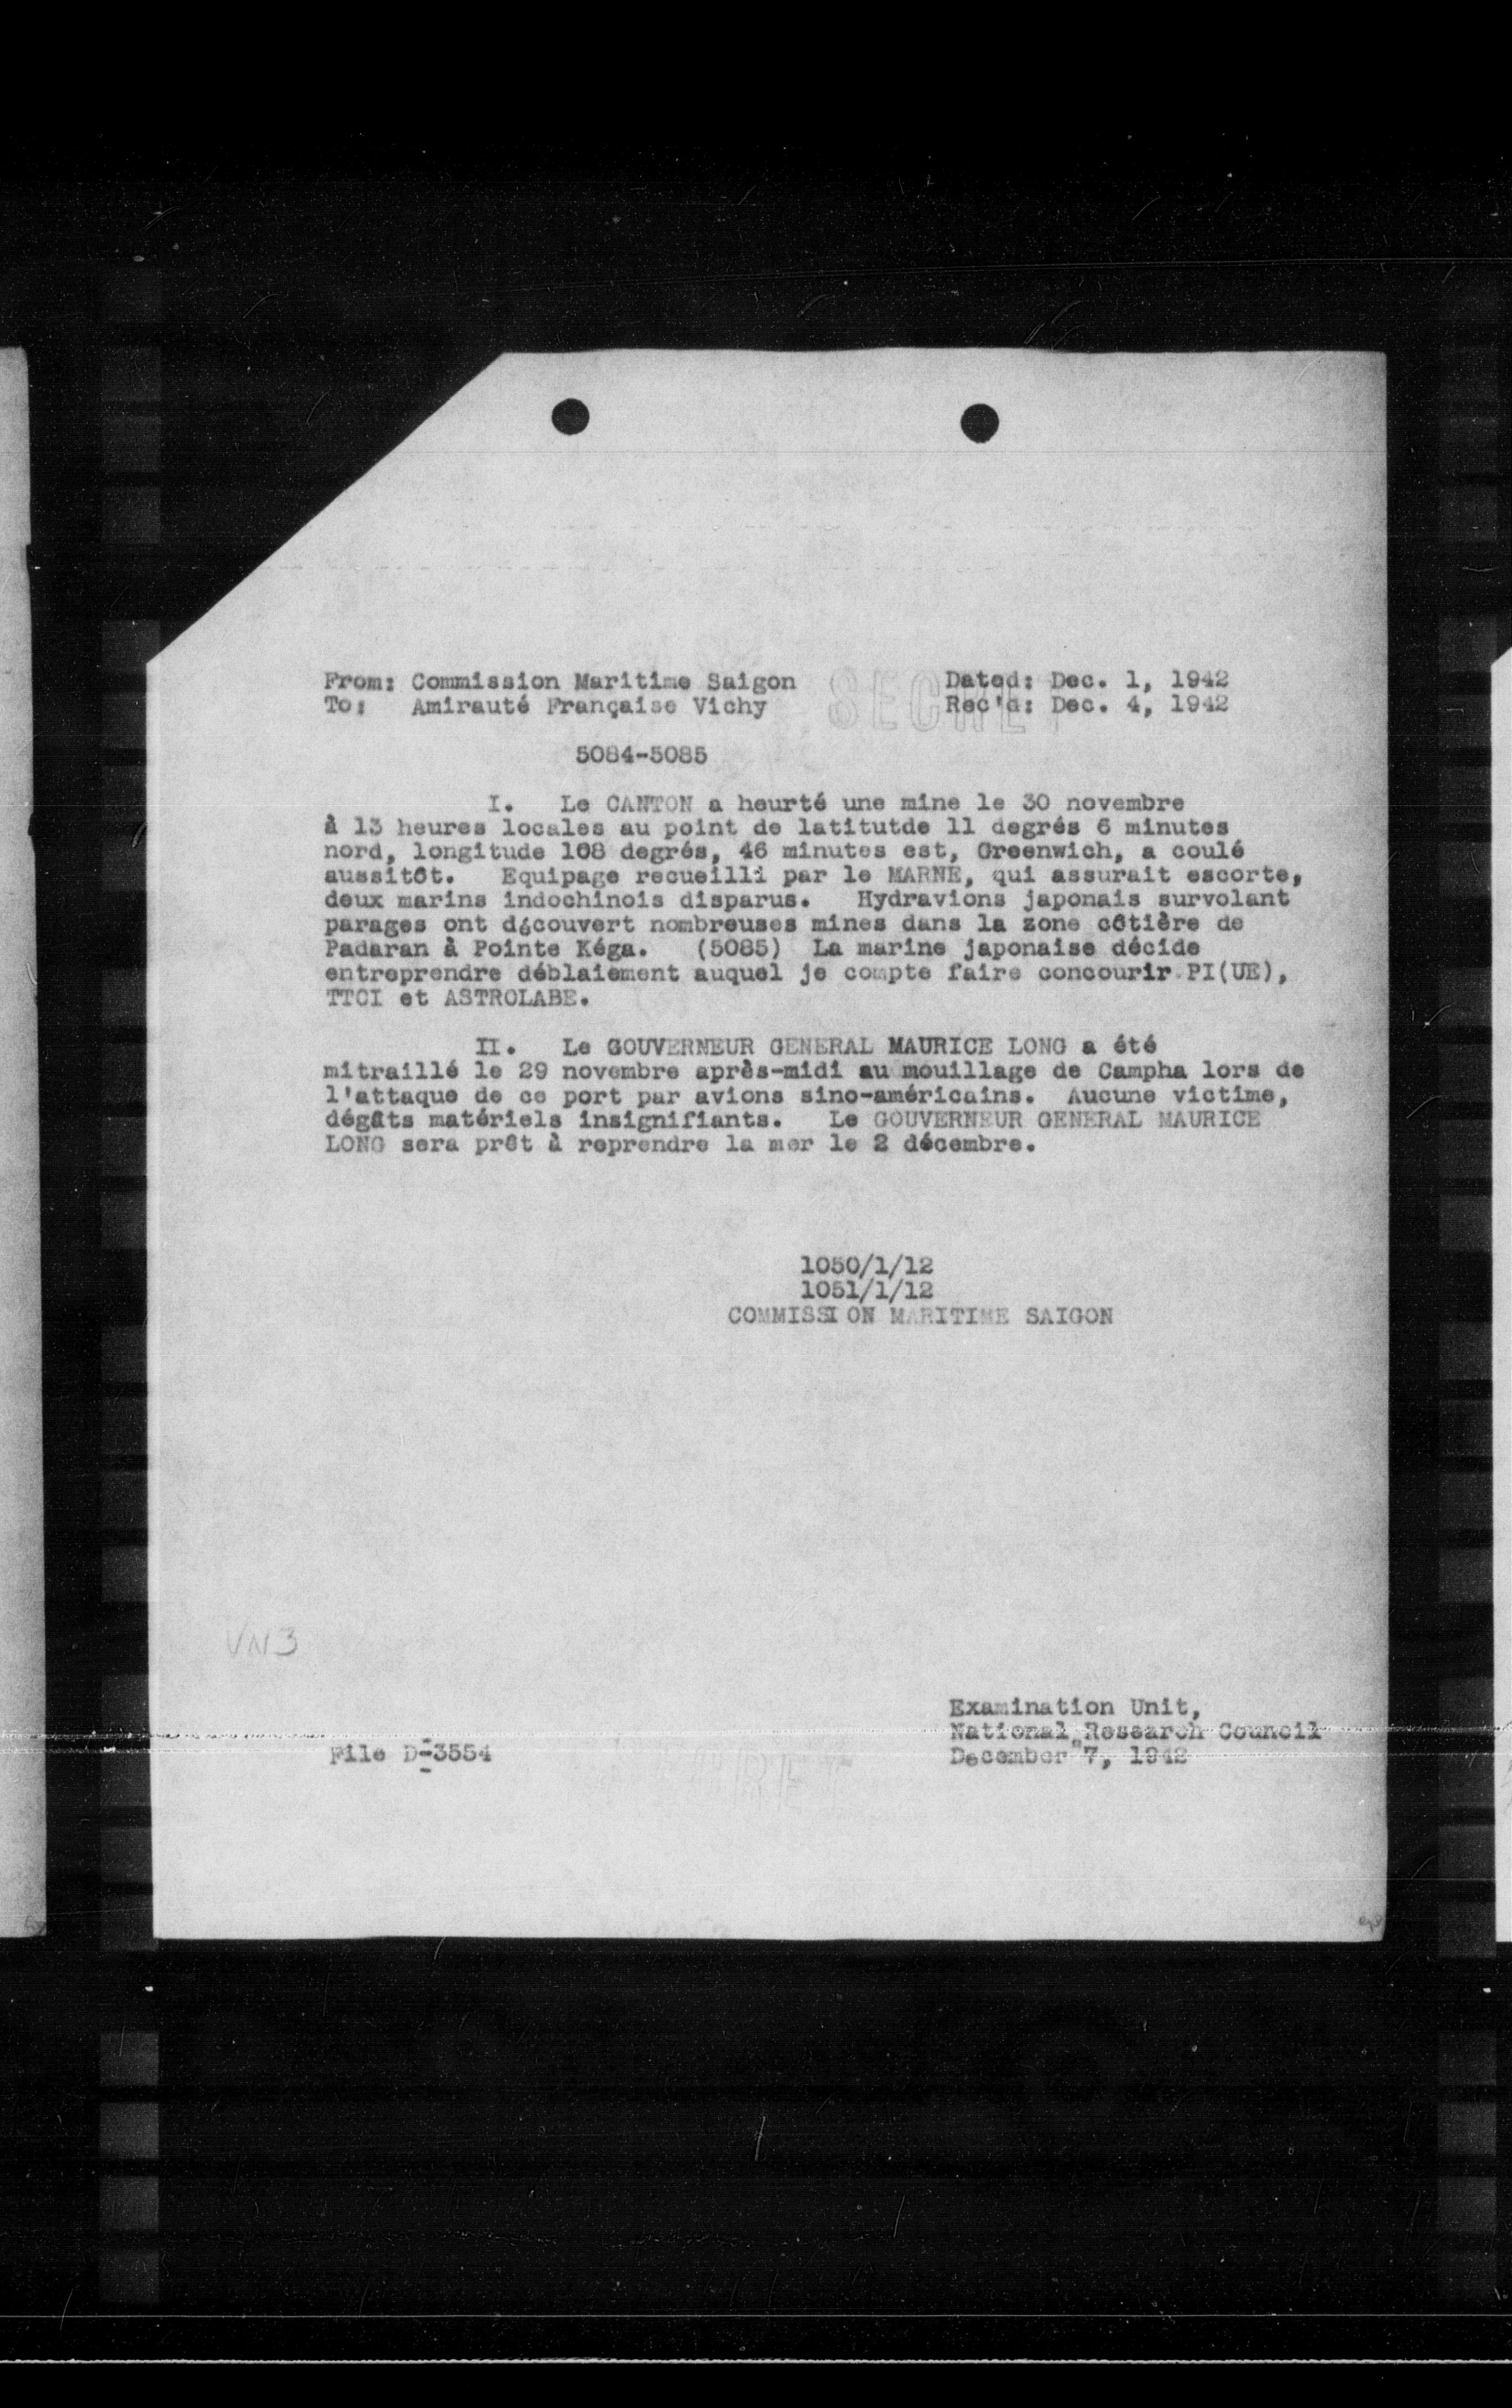 From: Commission Maritime Saigon
To: Amirauté Française Vichy
SECRET
Dated: Dec. 1, 1942
Rec'd: Dec. 4, 1942
5084-5085
I. Le CANTON a heurté une mine le 30 novembre
à 13 heures locales au point de latitutde 11 degrés 6 minutes
nord, longitude 108 degrés, 46 minutes est, Greenwich, a coulé
aussitôt. Equipage recueilli par le MARNE, qui assurait escorte,
deux marins indochinois disparus. Hydravions japonais survolant
parages ont découvert nombreuses mines dans la zone côtière de
Padaran à Pointe Kéga. (5085) La marine japonaise décide
entreprendre déblaiement auquel je compte faire concourir PI(UE),
TTCI et ASTROLABE.
II. Le GOUVERNEUR GENERAL MAURICE LONG a été
mitraillé le 29 novembre après-midi au mouillage de Campha lors de
l'attaque de ce port par avions sino-américains. Aucune victime,
dégâts matériels insignifiants. Le GOUVERNEUR GENERAL MAURICE
LONG sera prêt à reprendre la mer le 2 décembre.
1050/1/12
1051/1/12
COMMISSION MARITIME SAIGON
VN3
Examination Unit,
National Research Council
December 7, 1942
File D-3554